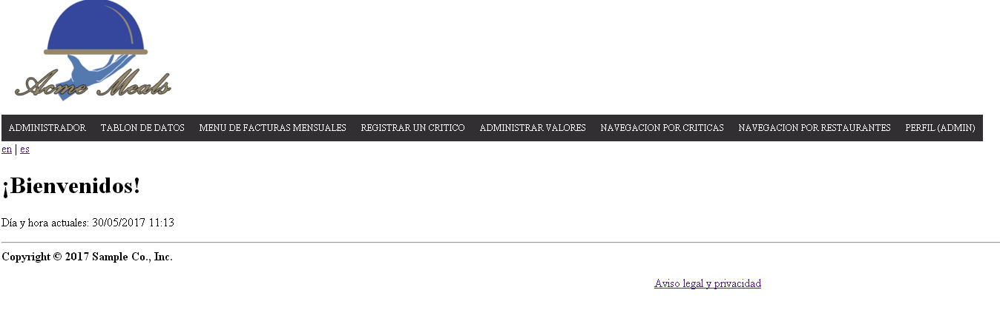 Acme Meals
ADMINISTRADOR TABLON DE DATOS MENU DE FACTURAS MENSUALES REGISTRAR UN CRITICO ADMINISTRAR VALORES NAVEGACION POR CRITICAS NAVEGACION POR RESTAURANTES PERFIL (ADMIN)
en | es
¡Bienvenidos!
Día y hora actuales: 30/05/2017 11:13
Copyright © 2017 Sample Co., Inc.
Aviso legal y privacidad